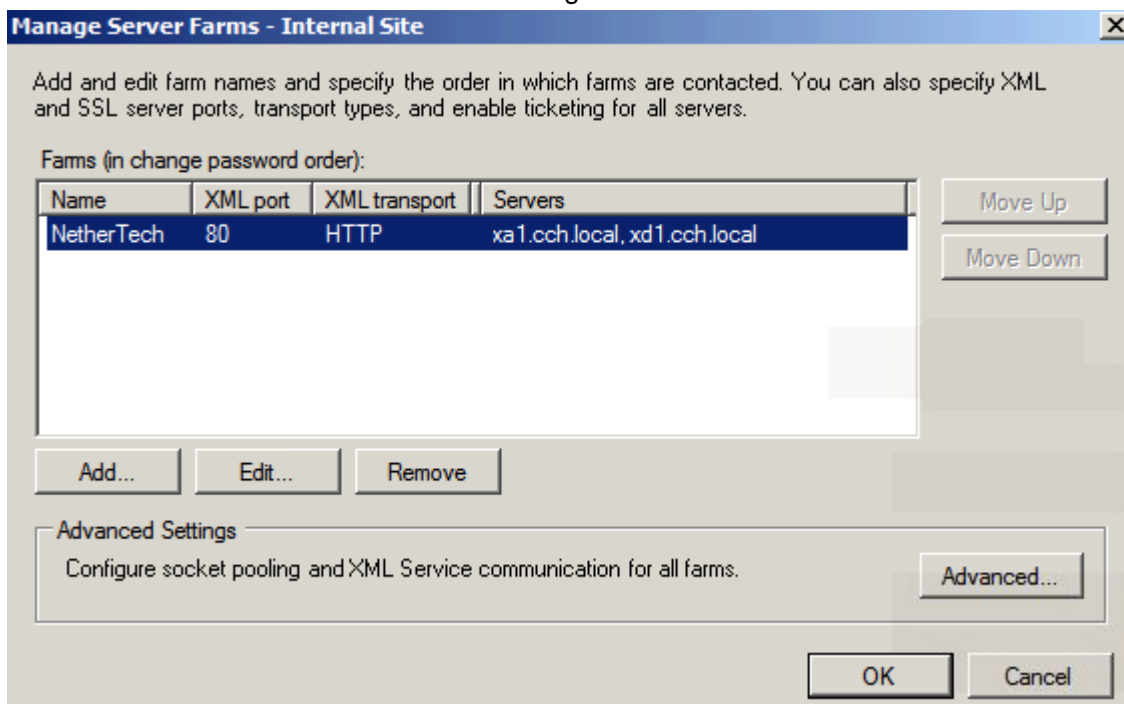 Manage Server Farms - Internal Site
Add and edit farm names and specify the order in which farms are contacted. You can also specify XML
and SSL server ports, transport types, and enable ticketing for all servers.
Farms (in change password order):
Name XML port XML transport Servers
NetherTech 80 HTTP xa1.cch.local, xd1.cch.local
Move Up
Move Down
Add... Edit... Remove
Advanced Settings
Configure socket pooling and XML Service communication for all farms.
Advanced...
OK Cancel